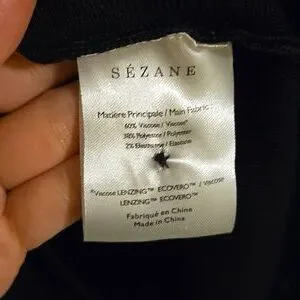 SÉZANE
Matière Principale / Main Fabric:
60% Viscose / Viscose*
38% Polyester / Polyester
2% Elasthanne / Elastane
*Viscose LENZING™ ECOVERO™ / Viscose
LENZING™ ECOVERO™
Fabriqué en Chine
Made in China